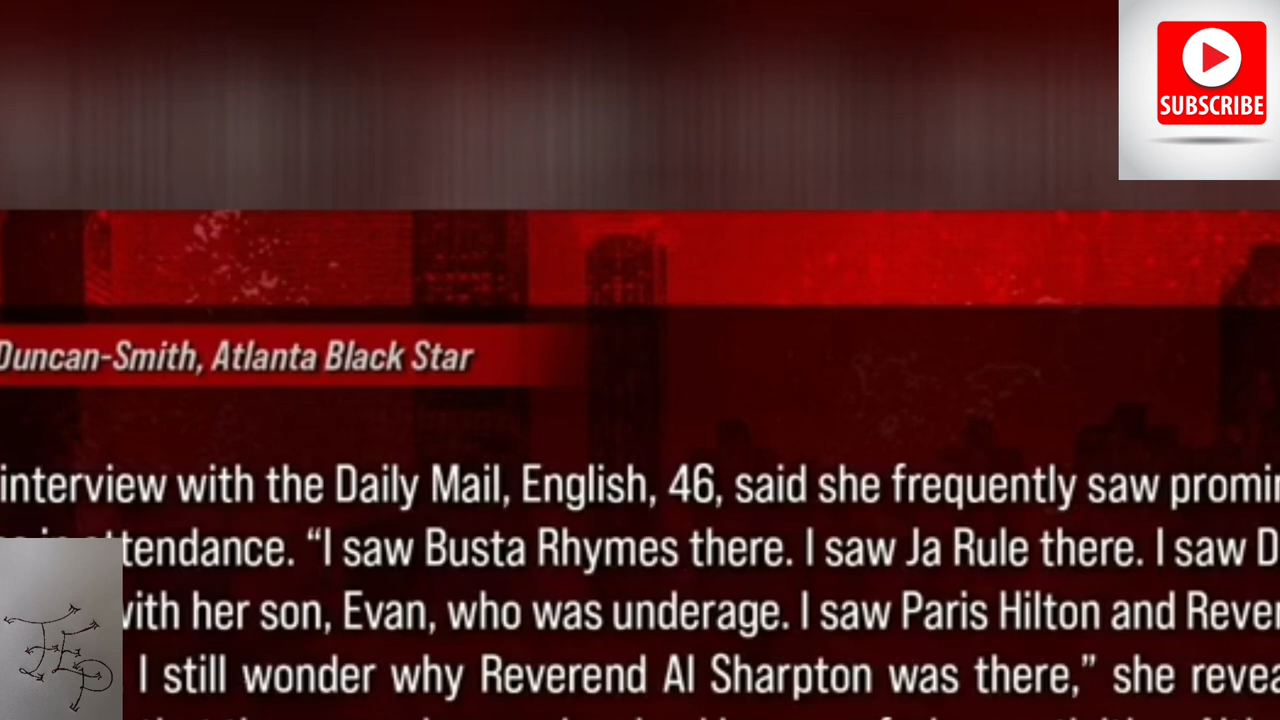 SUBSCRIBE
Duncan-Smith, Atlanta Black Star
interview with the Daily Mail, English, 46, said she frequently saw promin
attendance. “I saw Busta Rhymes there. I saw Ja Rule there. I saw D
with her son, Evan, who was underage. I saw Paris Hilton and Rever
I still wonder why Reverend Al Sharpton was there,” she revea